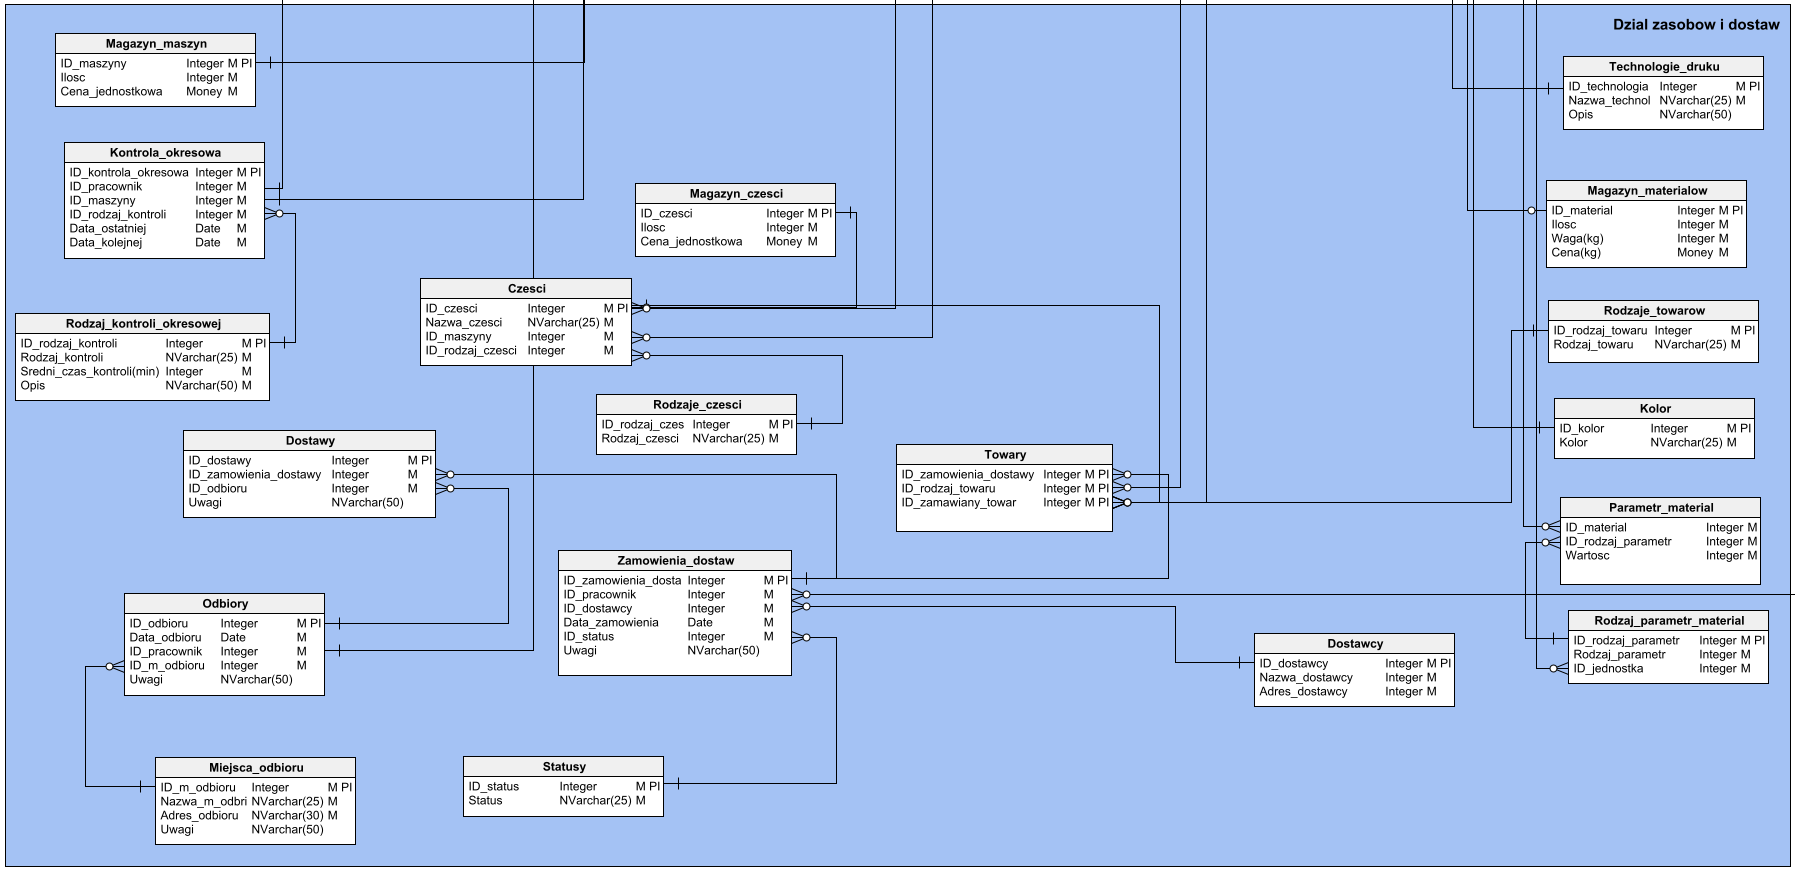 Dzial zasobow i dostaw
Magazyn_maszyn
ID_maszyny Integer M PI
Ilosc Integer M
Cena_jednostkowa Money M
Technologie_druku
ID_technologia Integer M PI
Nazwa_technol NVarchar(25) M
Opis NVarchar(50)
Kontrola_okresowa
ID_kontrola_okresowa Integer M PI
ID_pracownik Integer M
ID_maszyny Integer M
ID_rodzaj_kontroli Integer M
Data_ostatniej Date M
Data_kolejnej Date M
Magazyn_czesci
ID_czesci Integer M PI
Ilosc Integer M
Cena_jednostkowa Money M
Magazyn_materialow
ID_material Integer M PI
Ilosc Integer M
Waga(kg) Integer M
Cena(kg) Money M
Czesci
ID_czesci Integer M PI
Nazwa_czesci NVarchar(25) M
ID_maszyny Integer M
ID_rodzaj_czesci Integer M
Rodzaje_towarow
ID_rodzaj_towaru Integer M PI
Rodzaj_towaru NVarchar(25) M
Rodzaj_kontroli_okresowej
ID_rodzaj_kontroli Integer M PI
Rodzaj_kontroli NVarchar(25) M
Sredni_czas_kontroli(min) Integer M
Opis NVarchar(50) M
Rodzaje_czesci
ID_rodzaj_czes Integer M PI
Rodzaj_czesci NVarchar(25) M
Kolor
ID_kolor Integer M PI
Kolor NVarchar(25) M
Dostawy
ID_dostawy Integer M PI
ID_zamowienia_dostawy Integer M
ID_odbioru Integer M
Uwagi NVarchar(50)
Towary
ID_zamowienia_dostawy Integer M PI
ID_rodzaj_towaru Integer M PI
ID_zamawiany_towar Integer M PI
Parametr_material
ID_material Integer M
ID_rodzaj_parametr Integer M
Wartosc Integer M
Zamowienia_dostaw
ID_zamowienia_dosta Integer M PI
ID_pracownik Integer M
ID_dostawcy Integer M
Data_zamowienia Date M
ID_status Integer M
Uwagi NVarchar(50)
Odbiory
ID_odbioru Integer M PI
Data_odbioru Date M
ID_pracownik Integer M
ID_m_odbioru Integer M
Uwagi NVarchar(50)
Rodzaj_parametr_material
ID_rodzaj_parametr Integer M PI
Rodzaj_parametr Integer M
ID_jednostka Integer M
Dostawcy
ID_dostawcy Integer M PI
Nazwa_dostawcy Integer M
Adres_dostawcy Integer M
Miejsca_odbioru
ID_m_odbioru Integer M PI
Nazwa_m_odbri NVarchar(25) M
Adres_odbioru NVarchar(30) M
Uwagi NVarchar(50)
Statusy
ID_status Integer M PI
Status NVarchar(25) M